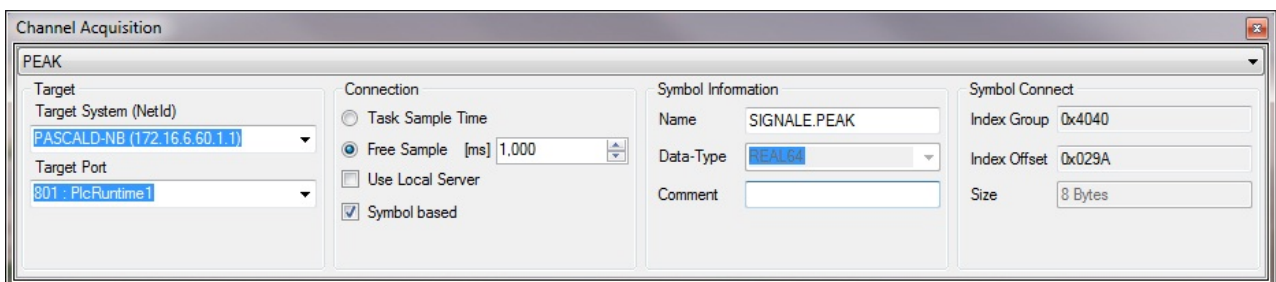 Channel Acquisition
PEAK
Target
Target System (NetId)
PASCALD-NB (172.16.6.60.1.1)
Target Port
801 : PlcRuntime1
Connection
Task Sample Time
Free Sample [ms] 1,000
Use Local Server
Symbol based
Symbol Information
Name SIGNALE.PEAK
Data-Type REAL64
Comment
Symbol Connect
Index Group 0x4040
Index Offset 0x029A
Size 8 Bytes